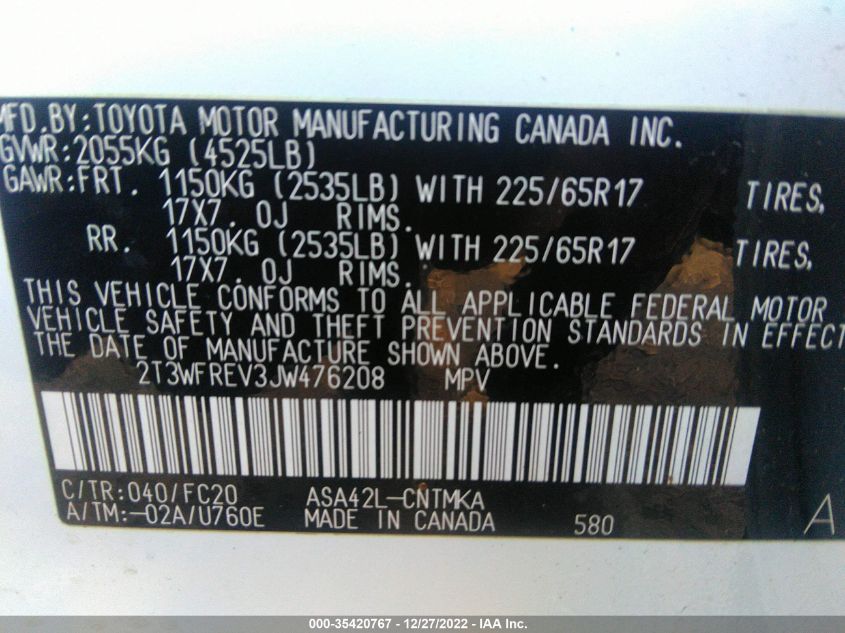 MFD.BY:TOYOTA MOTOR MANUFACTURING CANADA INC.
GVWR:2055KG (4525LB)
GAWR:FRT. 1150KG (2535LB) WITH 225/65R17 TIRES,
17X7.0J RIMS.
RR. 1150KG (2535LB) WITH 225/65R17 TIRES,
17X7.0J RIMS.
THIS VEHICLE CONFORMS TO ALL APPLICABLE FEDERAL MOTOR
VEHICLE SAFETY AND THEFT PREVENTION STANDARDS IN EFFECT
THE DATE OF MANUFACTURE SHOWN ABOVE.
2T3WFREV3JW476208 MPV
C/TR:040/FC20 ASA42L-CNTMKA
A/TM:-02A/U760E MADE IN CANADA 580 A
000-35420767 - 12/27/2022 - IAA Inc.